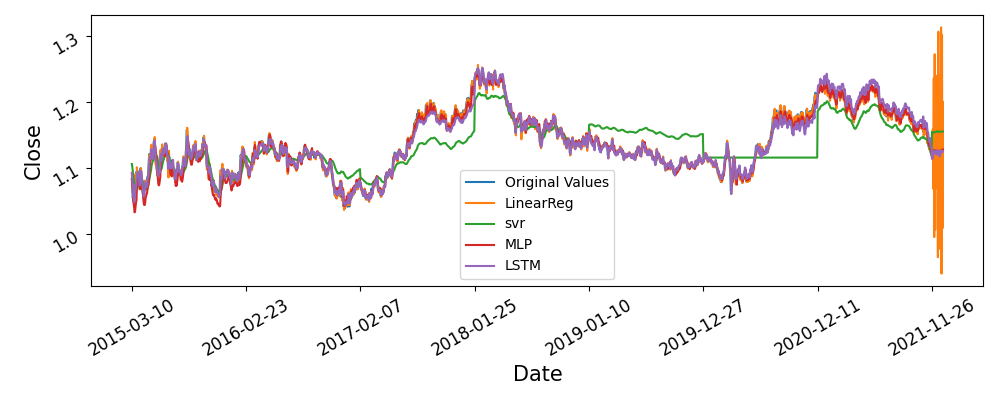 Close
1.3
1.2
1.1
1.0
Original Values
LinearReg
svr
MLP
LSTM
2015-03-10
2016-02-23
2017-02-07
2018-01-25
2019-01-10
2019-12-27
2020-12-11
2021-11-26
Date